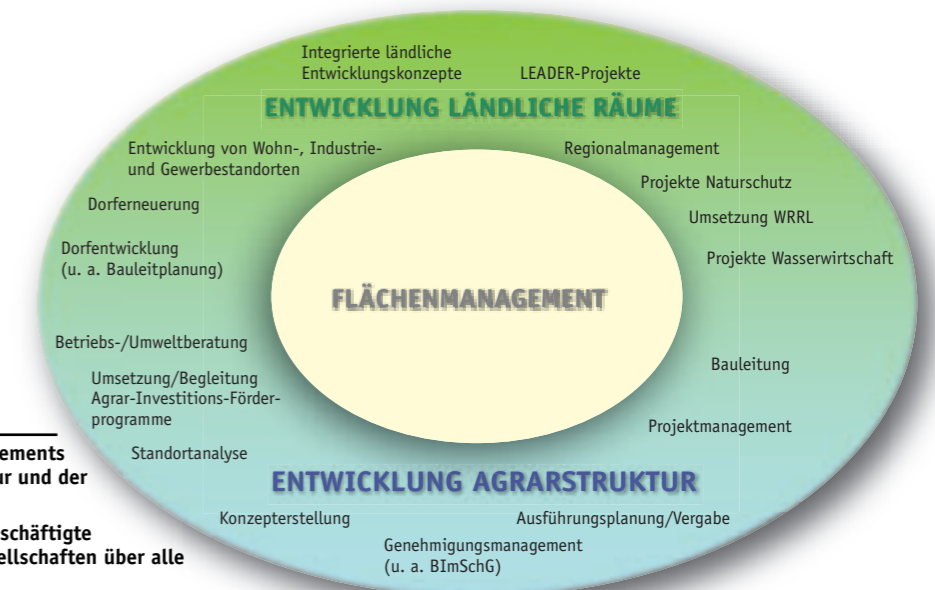 Integrierte ländliche
Entwicklungskonzepte
LEADER-Projekte
ENTWICKLUNG LÄNDLICHE RÄUME
Entwicklung von Wohn-, Industrie-
und Gewerbestandorten
Regionalmanagement
Projekte Naturschutz
Dorferneuerung
Umsetzung WRRL
Dorfentwicklung
(u. a. Bauleitplanung)
Projekte Wasserwirtschaft
FLÄCHENMANAGEMENT
Betriebs-/Umweltberatung
Bauleitung
Umsetzung/Begleitung
Agrar-Investitions-Förder-
programme
Projektmanagement
Standortanalyse
ements
ur und der
ENTWICKLUNG AGRARSTRUKTUR
Konzepterstellung
Ausführungsplanung/Vergabe
schäftigte
ellschaften über alle
Genehmigungsmanagement
(u. a. BImSchG)